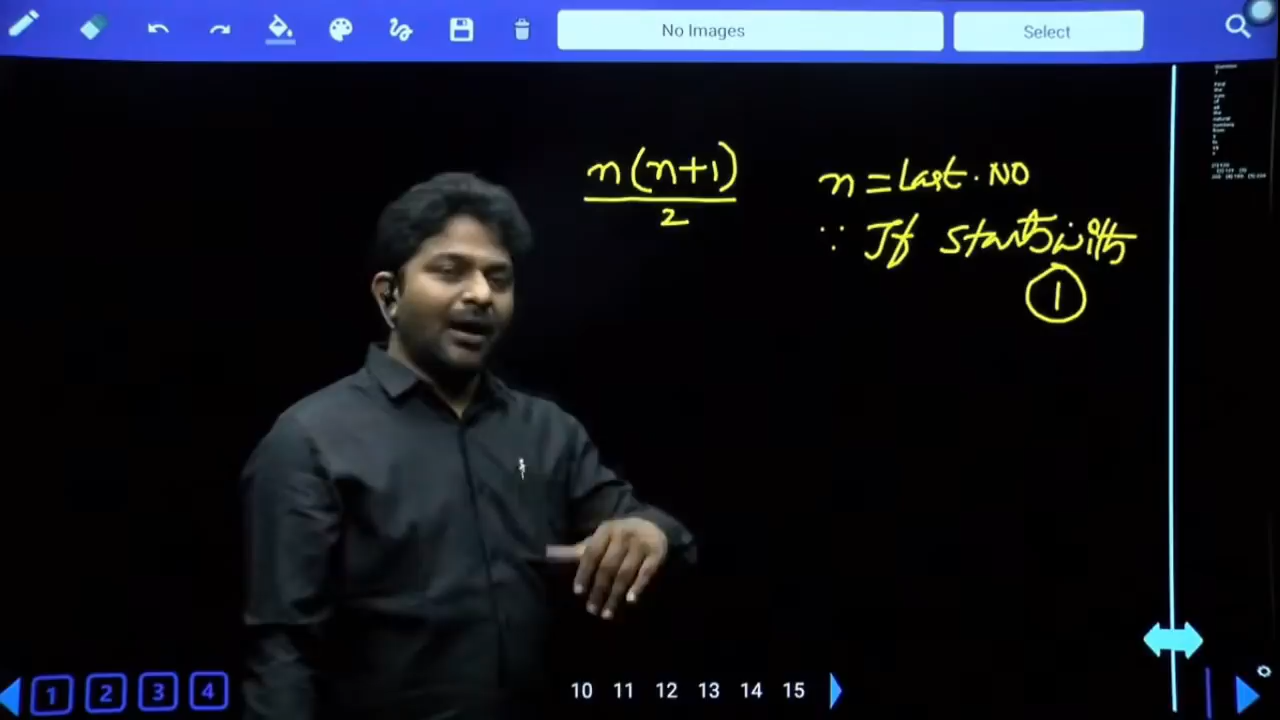 No Images
Select
n(n+1)
2
n = Last. NO
∵ If starts with
1
1 2 3 4
10 11 12 13 14 15